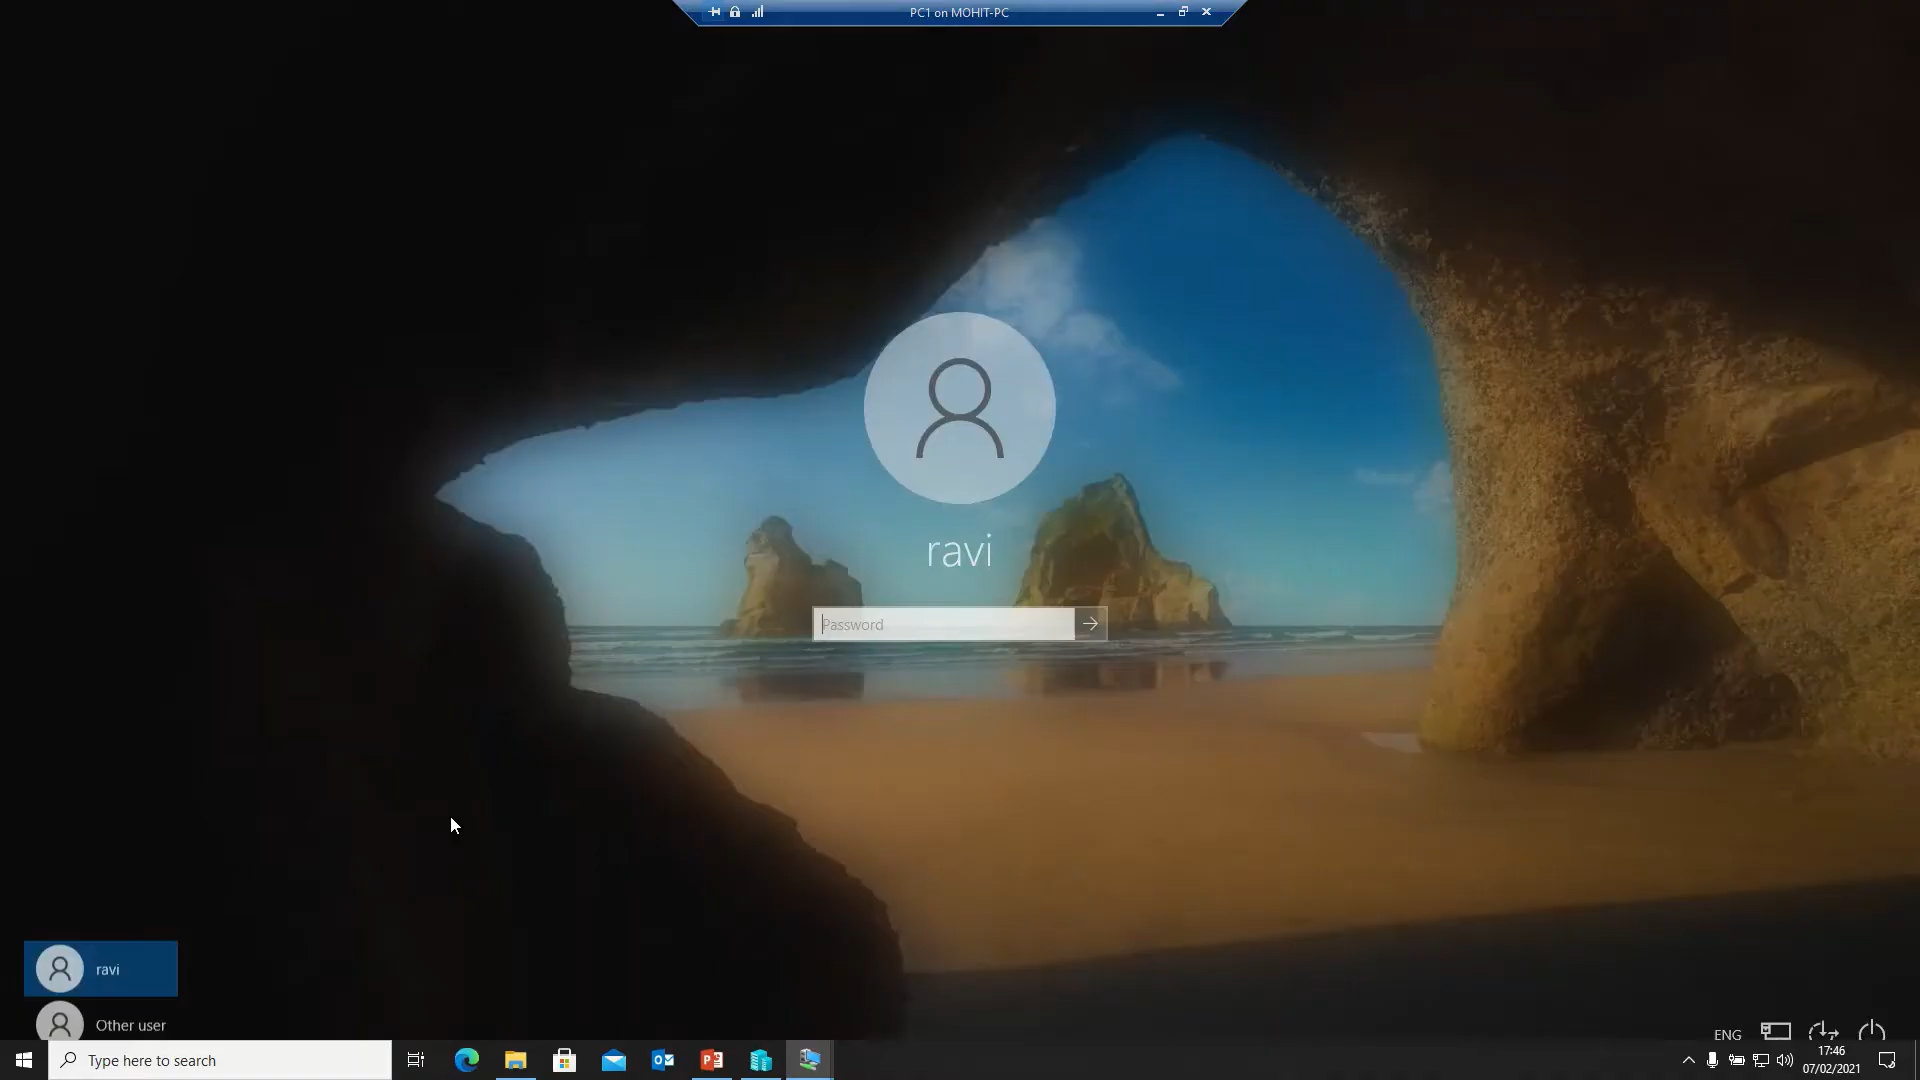 PC1 on MOHIT-PC
ravi
Password
ravi
Other user
ENG
Type here to search
17:46
07/02/2021